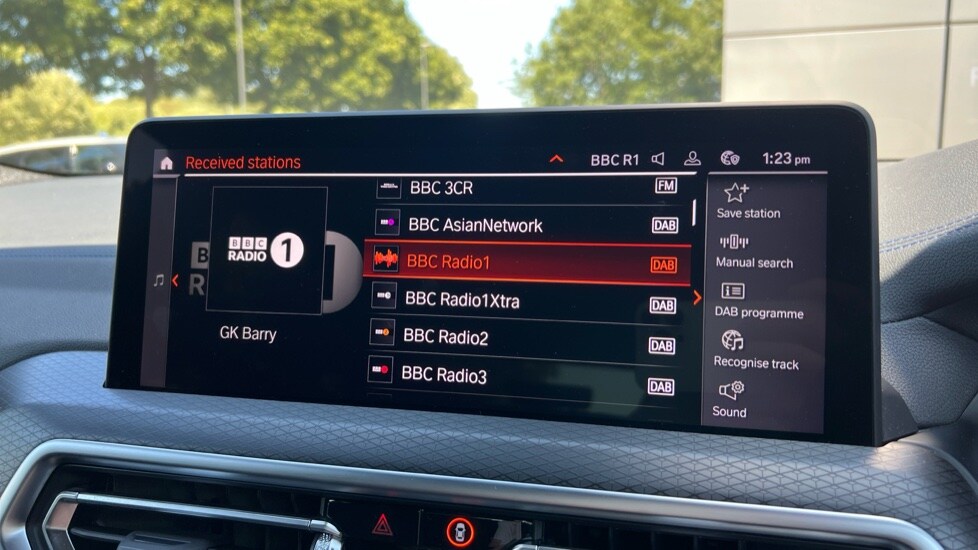 Received stations
BBC R1
1:23 pm
BBC
RADIO 1
GK Barry
BBC 3CR FM
BBC AsianNetwork DAB
BBC Radio1 DAB
BBC Radio1Xtra DAB
BBC Radio2 DAB
BBC Radio3 DAB
Save station
Manual search
DAB programme
Recognise track
Sound